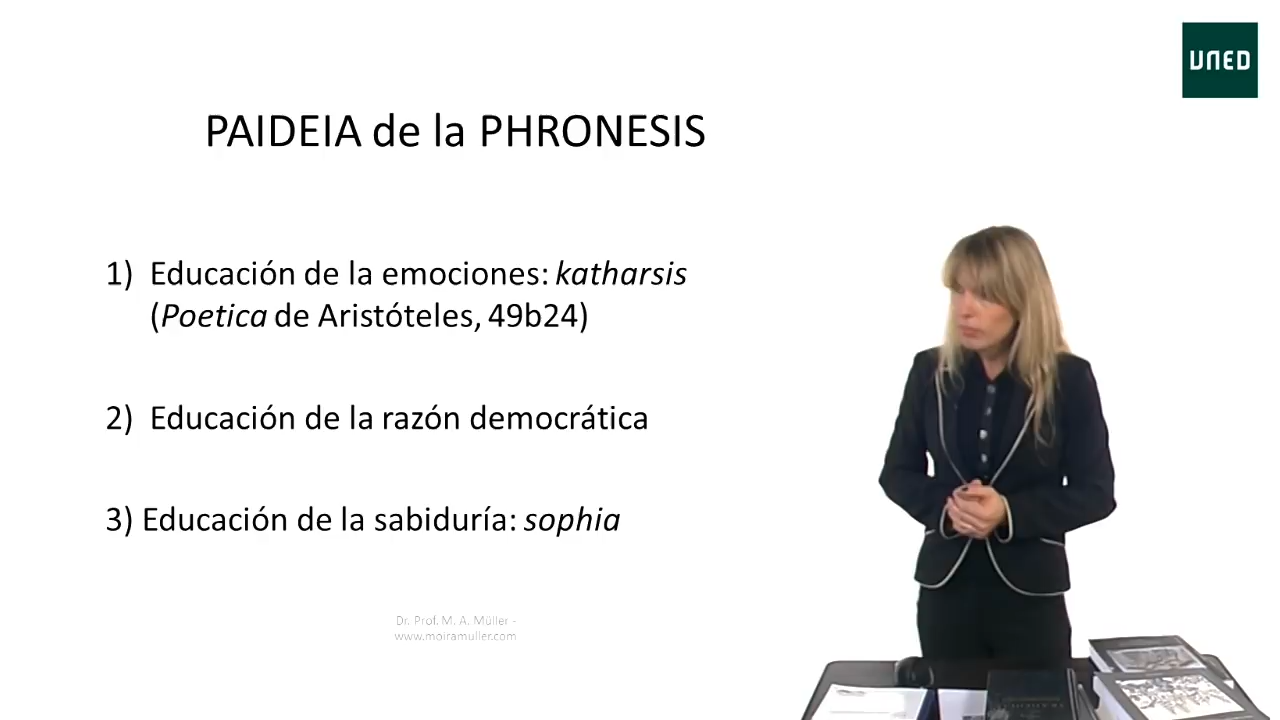 UNED
PAIDEIA de la PHRONESIS
1) Educación de la emociones: katharsis
(Poetica de Aristóteles, 49b24)
2) Educación de la razón democrática
3) Educación de la sabiduría: sophia
Dr. Prof. M. A. Müller -
www.moiramuller.com